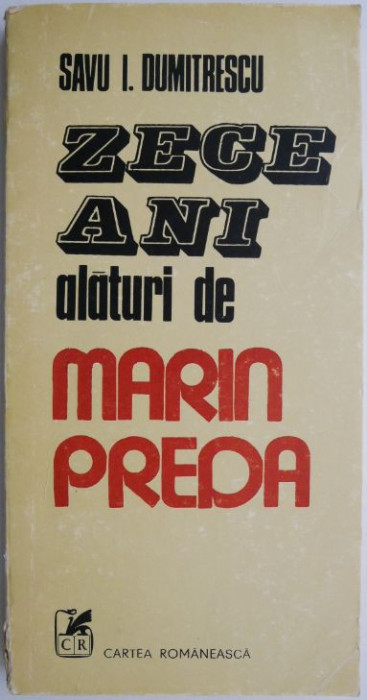 SAVU I. DUMITRESCU
ZECE
ANI
alături de
MARIN
PREDA
CR
CARTEA ROMÂNEASCĂ